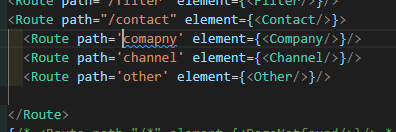 <Route path="/filter" element={<Filter/>}/>
<Route path="/contact" element={<Contact/>}>
<Route path='comapny' element={<Company/>}/>
<Route path='channel' element={<Channel/>}/>
<Route path='other' element={<Other/>}/>
</Route>
{/* <Route path="/*" element {<PageNotfound/>}/> *